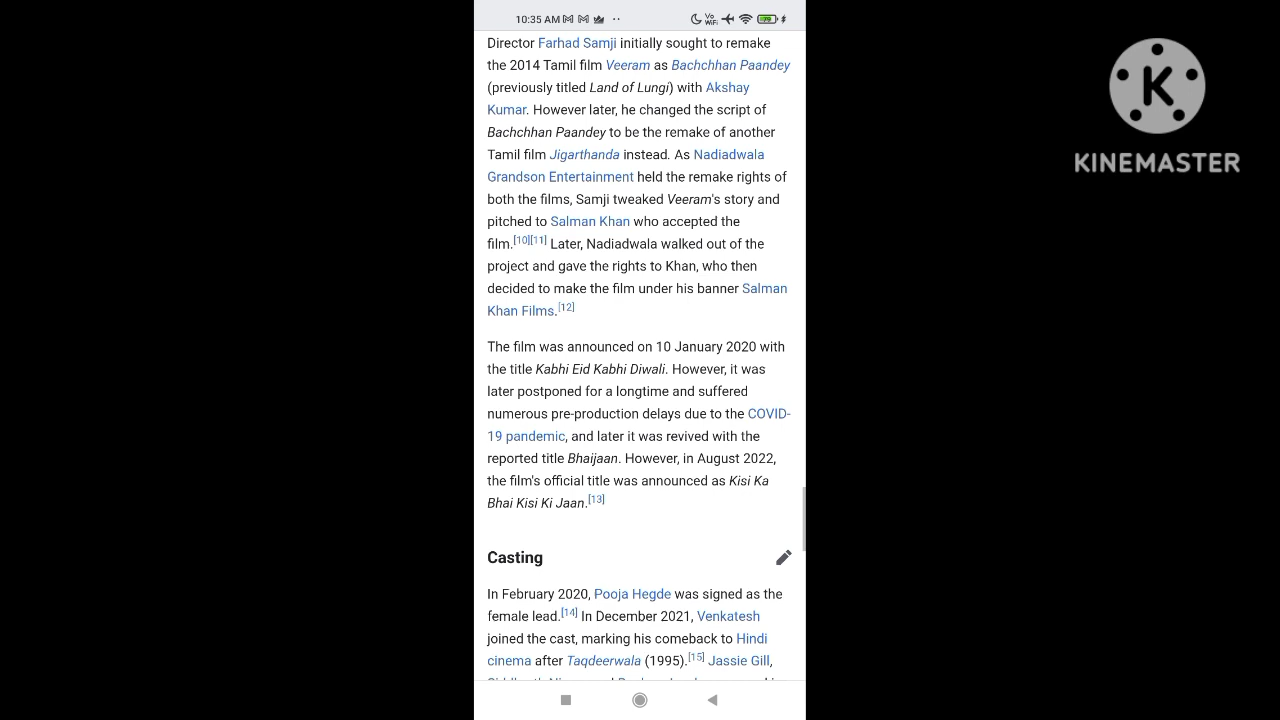 10:35 AM
Vo WiFi
79
Director Farhad Samji initially sought to remake
the 2014 Tamil film Veeram as Bachchhan Paandey
(previously titled Land of Lungi) with Akshay
Kumar. However later, he changed the script of
Bachchhan Paandey to be the remake of another
Tamil film Jigarthanda instead. As Nadiadwala
Grandson Entertainment held the remake rights of
both the films, Samji tweaked Veeram's story and
pitched to Salman Khan who accepted the
film.[10][11] Later, Nadiadwala walked out of the
project and gave the rights to Khan, who then
decided to make the film under his banner Salman
Khan Films.[12]
The film was announced on 10 January 2020 with
the title Kabhi Eid Kabhi Diwali. However, it was
later postponed for a longtime and suffered
numerous pre-production delays due to the COVID-
19 pandemic, and later it was revived with the
reported title Bhaijaan. However, in August 2022,
the film's official title was announced as Kisi Ka
Bhai Kisi Ki Jaan.[13]
Casting
In February 2020, Pooja Hegde was signed as the
female lead.[14] In December 2021, Venkatesh
joined the cast, marking his comeback to Hindi
cinema after Taqdeerwala (1995).[15] Jassie Gill,
K
KINEMASTER